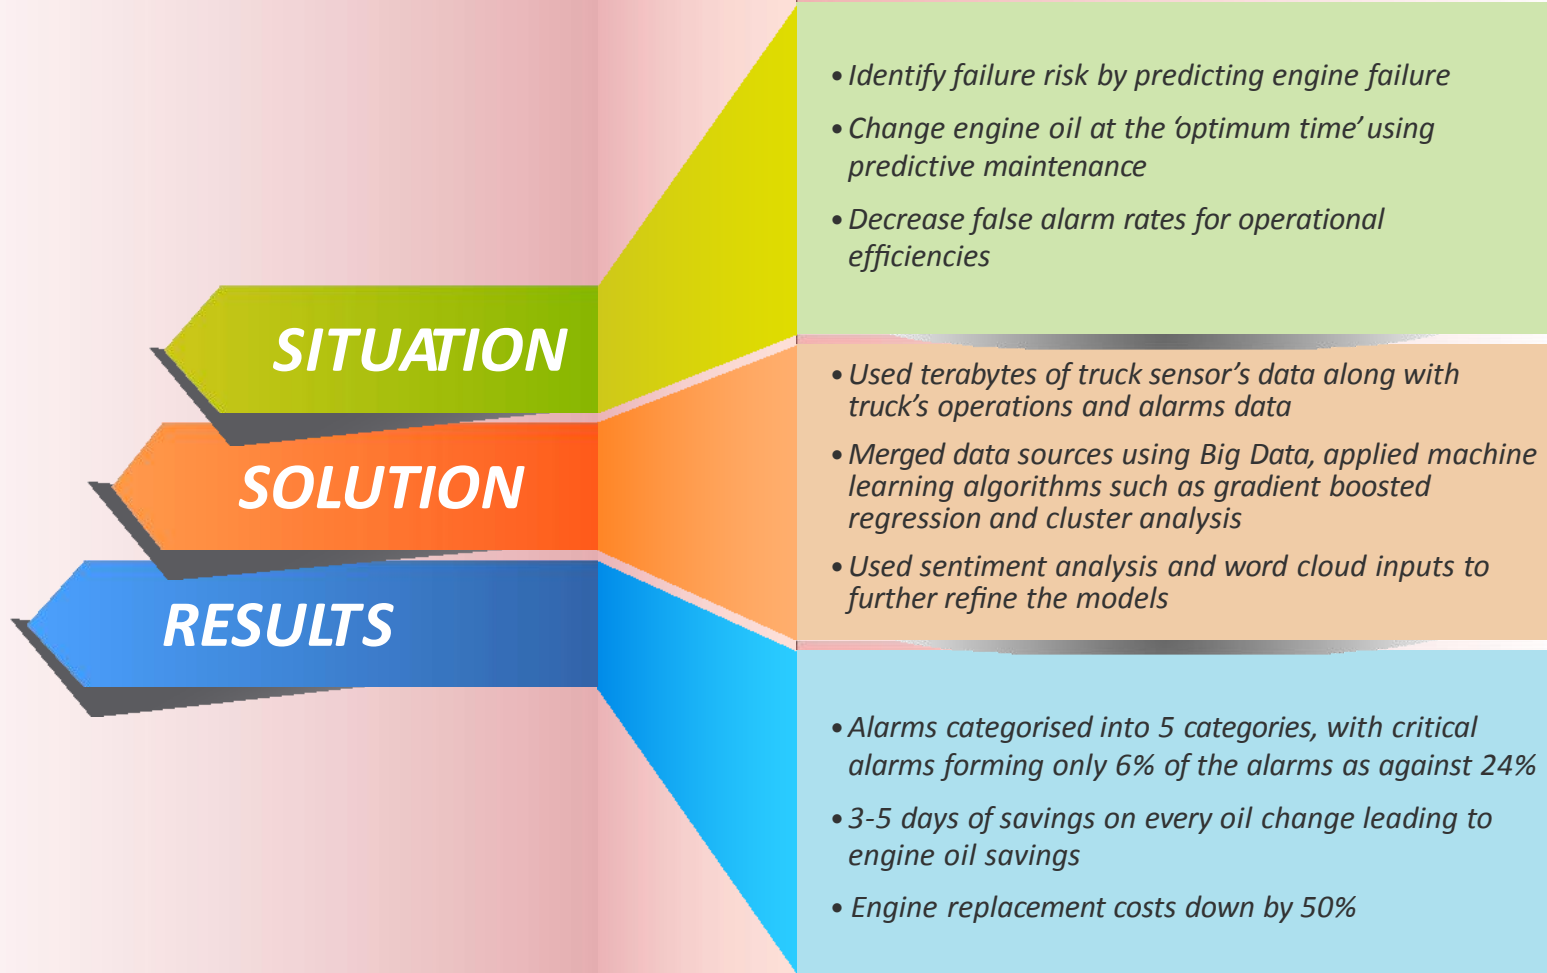 SITUATION
• Identify failure risk by predicting engine failure
• Change engine oil at the ‘optimum time’ using
predictive maintenance
• Decrease false alarm rates for operational
efficiencies
SOLUTION
• Used terabytes of truck sensor’s data along with
truck’s operations and alarms data
• Merged data sources using Big Data, applied machine
learning algorithms such as gradient boosted
regression and cluster analysis
• Used sentiment analysis and word cloud inputs to
further refine the models
RESULTS
• Alarms categorised into 5 categories, with critical
alarms forming only 6% of the alarms as against 24%
• 3-5 days of savings on every oil change leading to
engine oil savings
• Engine replacement costs down by 50%